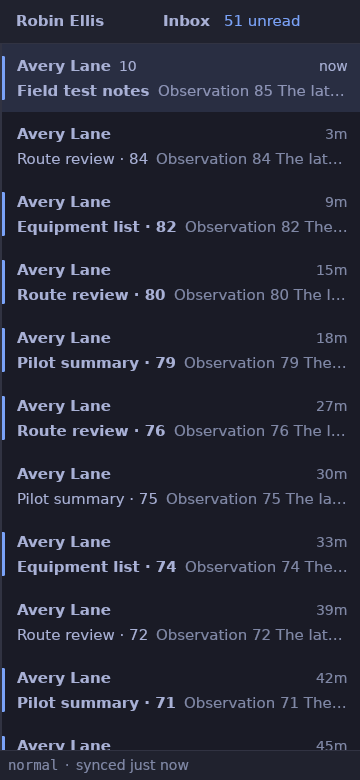 Robin Ellis Inbox 51 unread
Avery Lane 10 now
Field test notes Observation 85 The lat…
Avery Lane 3m
Route review · 84 Observation 84 The lat…
Avery Lane 9m
Equipment list · 82 Observation 82 The…
Avery Lane 15m
Route review · 80 Observation 80 The l…
Avery Lane 18m
Pilot summary · 79 Observation 79 The…
Avery Lane 27m
Route review · 76 Observation 76 The l…
Avery Lane 30m
Pilot summary · 75 Observation 75 The la…
Avery Lane 33m
Equipment list · 74 Observation 74 The…
Avery Lane 39m
Route review · 72 Observation 72 The lat…
Avery Lane 42m
Pilot summary · 71 Observation 71 The…
Avery Lane 45m
normal · synced just now